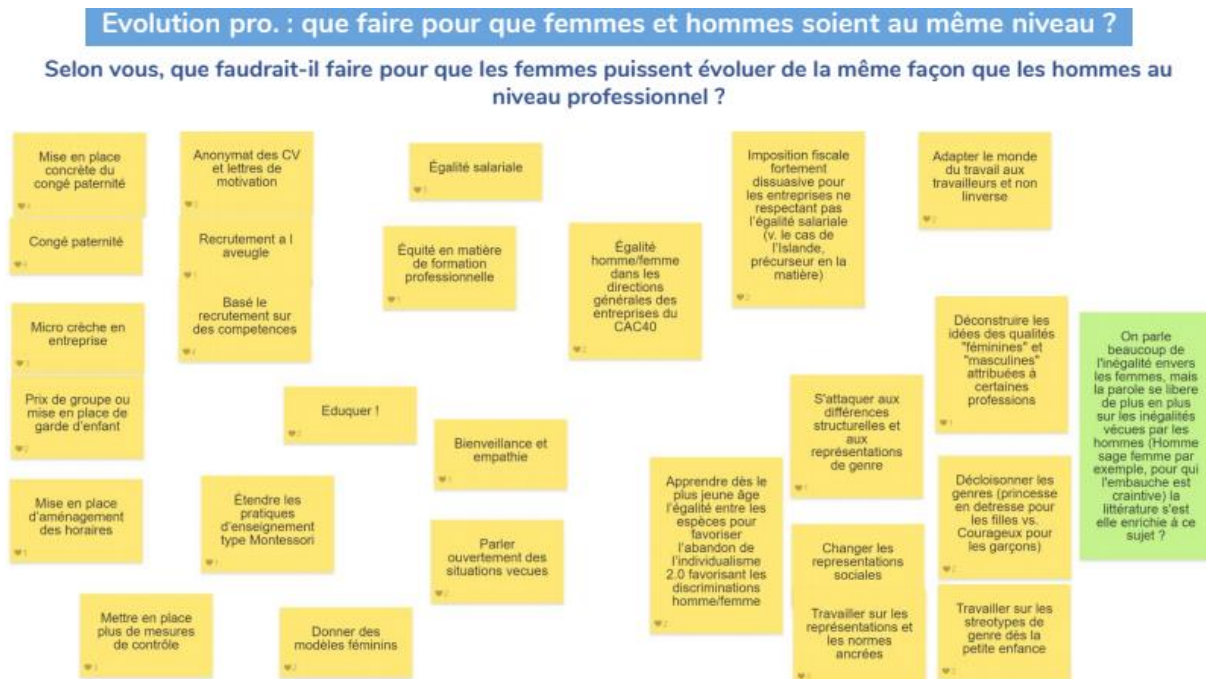 Evolution pro. : que faire pour que femmes et hommes soient au même niveau ?
Selon vous, que faudrait-il faire pour que les femmes puissent évoluer de la même façon que les hommes au
niveau professionnel ?
Mise en place
concrète du
congé paternité
Congé paternité
Micro crèche en
entreprise
Prix de groupe ou
mise en place de
garde d'enfant
Mise en place
d'aménagement
des horaires
Mettre en place
plus de mesures
de contrôle
Anonymat des CV
et lettres de
motivation
Recrutement a l
aveugle
Basé le
recrutement sur
des competences
Eduquer !
Étendre les
pratiques
d'enseignement
type Montessori
Donner des
modèles féminins
Égalité salariale
Équité en matière
de formation
professionnelle
Bienveillance et
empathie
Parler
ouvertement des
situations vecues
Égalité
homme/femme
dans les
directions
générales des
entreprises du
CAC40
Imposition fiscale
fortement
dissuasive pour
les entreprises ne
respectant pas
l'égalité salariale
(v. le cas de
l'Islande,
précurseur en la
matière)
Apprendre dès le
plus jeune âge
l'égalité entre les
espèces pour
favoriser
l'abandon de
l'individualisme
2.0 favorisant les
discriminations
homme/femme
S'attaquer aux
différences
structurelles et
aux
représentations
de genre
Changer les
representations
sociales
Travailler sur les
représentations et
les normes
ancrées
Adapter le monde
du travail aux
travailleurs et non
linverse
Déconstruire les
idées des qualités
"féminines" et
"masculines"
attribuées à
certaines
professions
Décloisonner les
genres (princesse
en detresse pour
les filles vs.
Courageux pour
les garçons)
Travailler sur les
streotypes de
genre dès la
petite enfance
On parle
beaucoup de
l'inégalité envers
les femmes, mais
la parole se libere
de plus en plus
sur les inégalités
vécues par les
hommes (Homme
sage femme par
exemple, pour qui
l'embauche est
craintive) la
littérature s'est
elle enrichie à ce
sujet ?